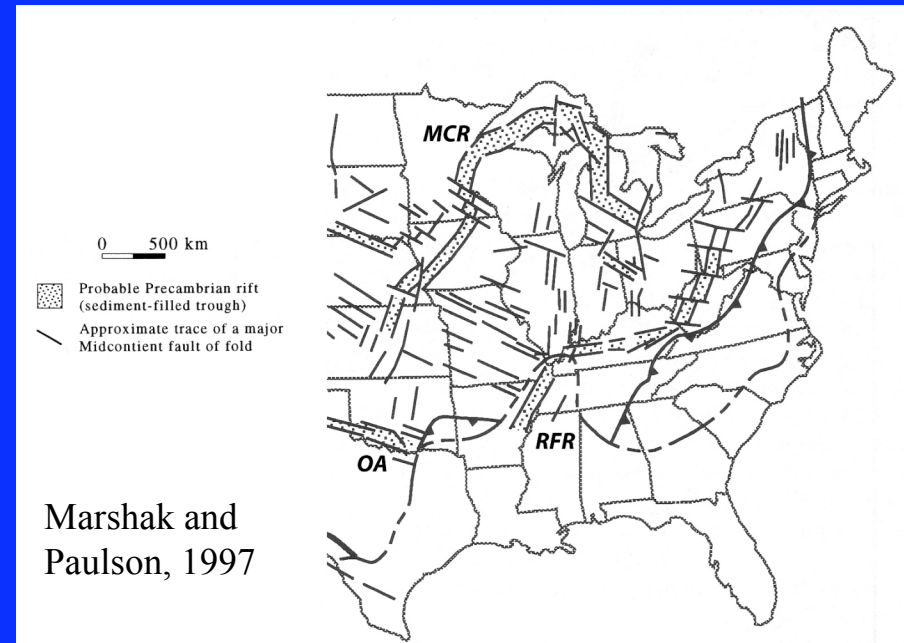 MCR
0 500 km
Probable Precambrian rift
(sediment-filled trough)
Approximate trace of a major
Midcontient fault of fold
OA
RFR
Marshak and
Paulson, 1997